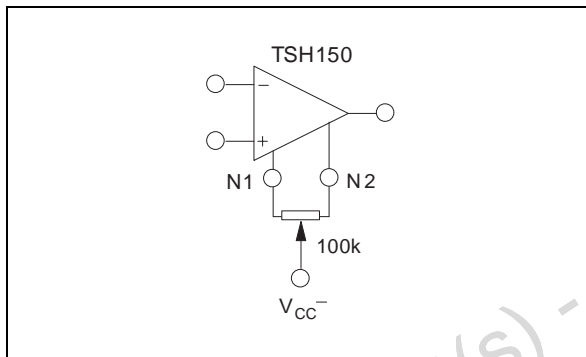 TSH150
−
+
N1 N2
100k
VCC−
(s) -